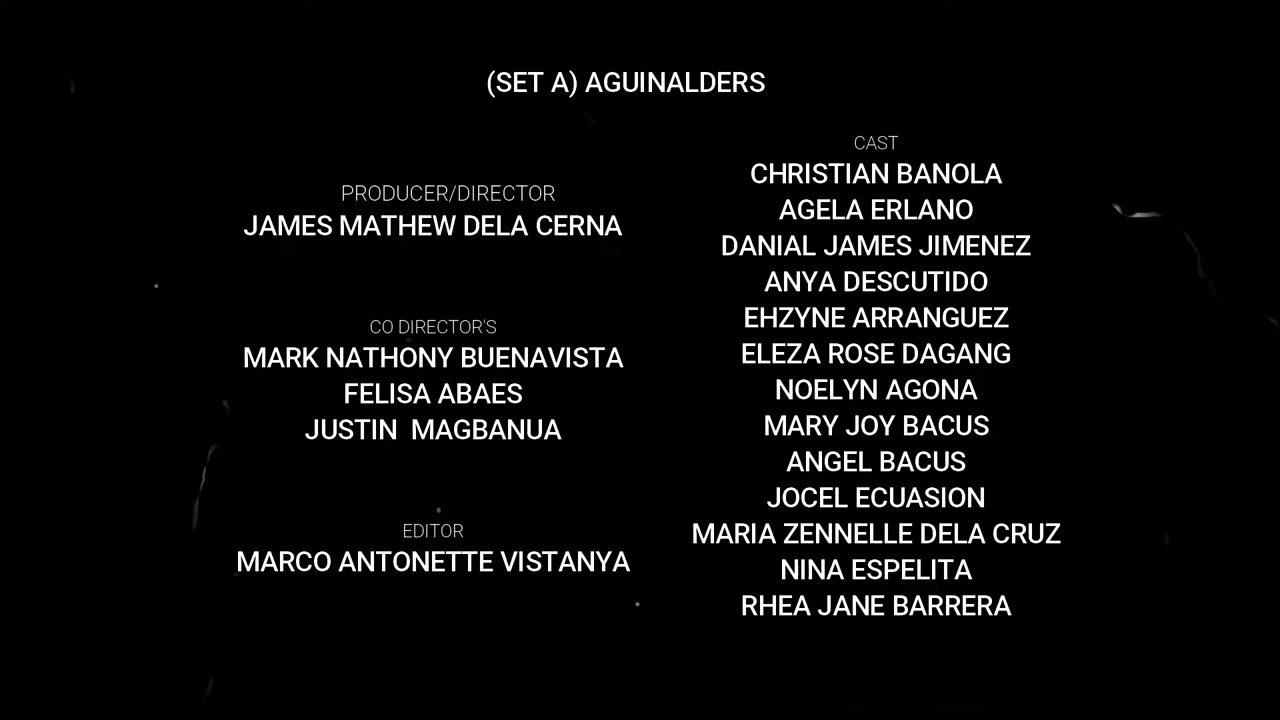 (SET A) AGUINALDERS
PRODUCER/DIRECTOR
JAMES MATHEW DELA CERNA
CO DIRECTOR'S
MARK NATHONY BUENAVISTA
FELISA ABAES
JUSTIN MAGBANUA
EDITOR
MARCO ANTONETTE VISTANYA
CAST
CHRISTIAN BANOLA
AGELA ERLANO
DANIAL JAMES JIMENEZ
ANYA DESCUTIDO
EHZYNE ARRANGUEZ
ELEZA ROSE DAGANG
NOELYN AGONA
MARY JOY BACUS
ANGEL BACUS
JOCEL ECUASION
MARIA ZENNELLE DELA CRUZ
NINA ESPELITA
RHEA JANE BARRERA